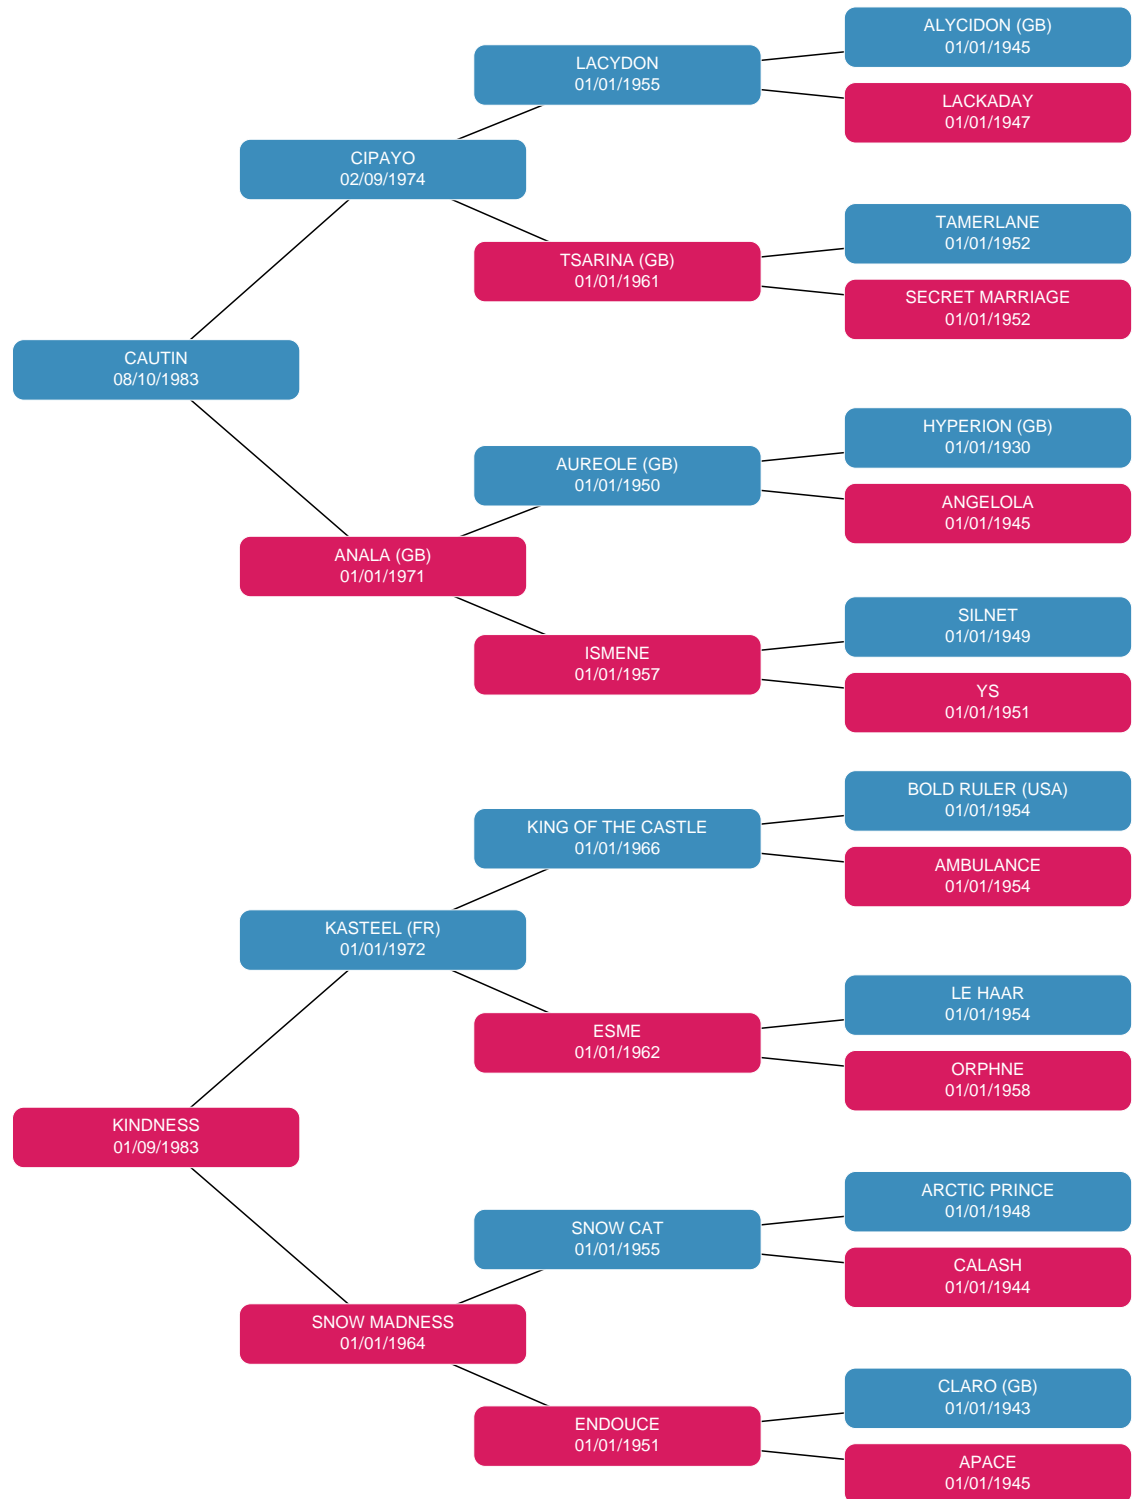 ALYCIDON (GB)
01/01/1945
LACYDON
01/01/1955
LACKADAY
01/01/1947
CIPAYO
02/09/1974
TAMERLANE
01/01/1952
TSARINA (GB)
01/01/1961
SECRET MARRIAGE
01/01/1952
CAUTIN
08/10/1983
HYPERION (GB)
01/01/1930
AUREOLE (GB)
01/01/1950
ANGELOLA
01/01/1945
ANALA (GB)
01/01/1971
SILNET
01/01/1949
ISMENE
01/01/1957
YS
01/01/1951
BOLD RULER (USA)
01/01/1954
KING OF THE CASTLE
01/01/1966
AMBULANCE
01/01/1954
KASTEEL (FR)
01/01/1972
LE HAAR
01/01/1954
ESME
01/01/1962
ORPHNE
01/01/1958
KINDNESS
01/09/1983
ARCTIC PRINCE
01/01/1948
SNOW CAT
01/01/1955
CALASH
01/01/1944
SNOW MADNESS
01/01/1964
CLARO (GB)
01/01/1943
ENDOUCE
01/01/1951
APACE
01/01/1945